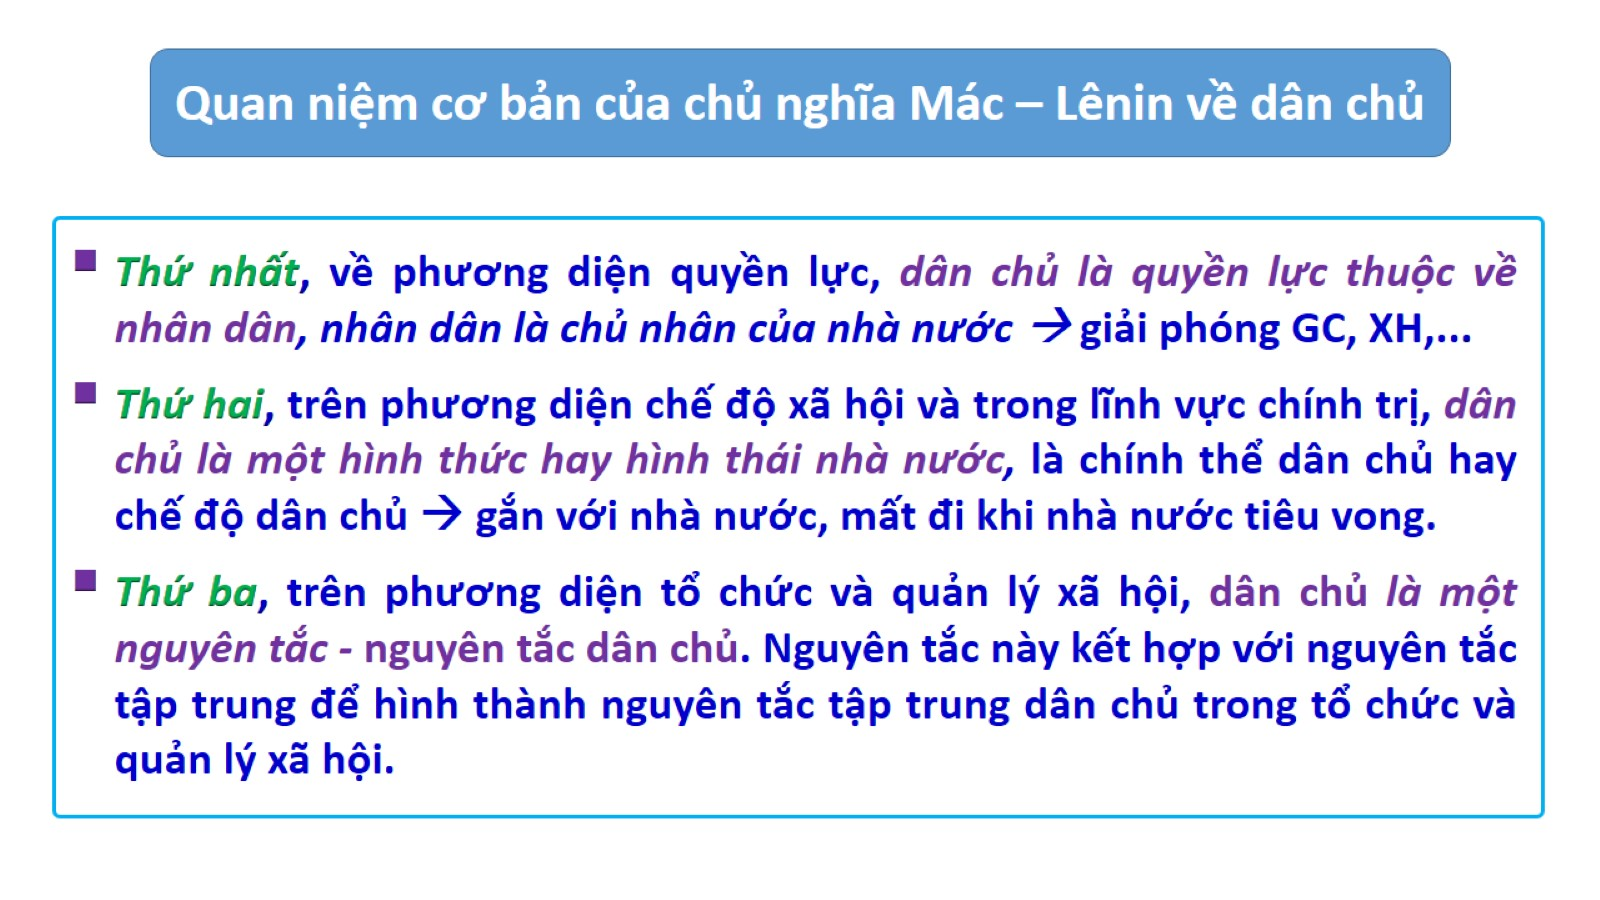 Quan niệm cơ bản của chủ nghĩa Mác – Lênin về dân chủ
▪ Thứ nhất, về phương diện quyền lực, dân chủ là quyền lực thuộc về
nhân dân, nhân dân là chủ nhân của nhà nước → giải phóng GC, XH,...
▪ Thứ hai, trên phương diện chế độ xã hội và trong lĩnh vực chính trị, dân
chủ là một hình thức hay hình thái nhà nước, là chính thể dân chủ hay
chế độ dân chủ → gắn với nhà nước, mất đi khi nhà nước tiêu vong.
▪ Thứ ba, trên phương diện tổ chức và quản lý xã hội, dân chủ là một
nguyên tắc - nguyên tắc dân chủ. Nguyên tắc này kết hợp với nguyên tắc
tập trung để hình thành nguyên tắc tập trung dân chủ trong tổ chức và
quản lý xã hội.